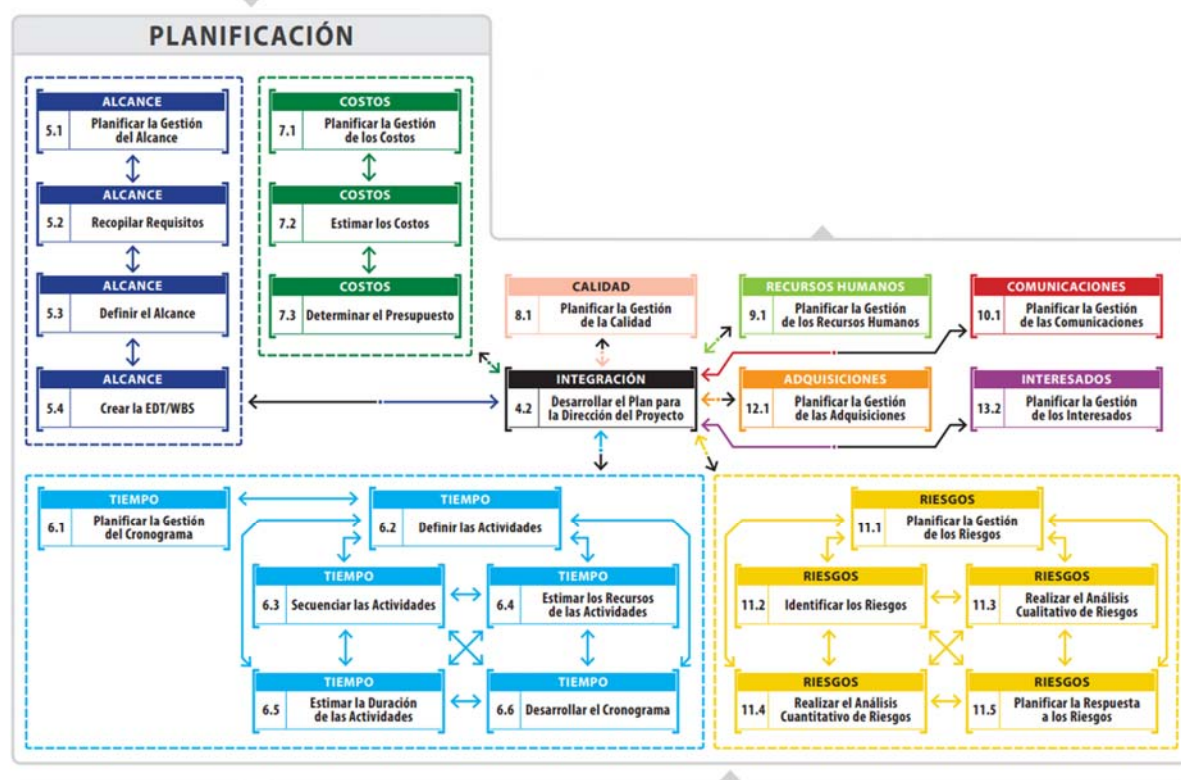 PLANIFICACIÓN
ALCANCE
5.1
Planificar la Gestión
del Alcance
ALCANCE
5.2
Recopilar Requisitos
ALCANCE
5.3
Definir el Alcance
ALCANCE
5.4
Crear la EDT/WBS
COSTOS
7.1
Planificar la Gestión
de los Costos
COSTOS
7.2
Estimar los Costos
COSTOS
7.3
Determinar el Presupuesto
CALIDAD
8.1
Planificar la Gestión
de la Calidad
RECURSOS HUMANOS
9.1
Planificar la Gestión
de los Recursos Humanos
COMUNICACIONES
10.1
Planificar la Gestión
de las Comunicaciones
INTEGRACIÓN
4.2
Desarrollar el Plan para
la Dirección del Proyecto
ADQUISICIONES
12.1
Planificar la Gestión
de las Adquisiciones
INTERESADOS
13.2
Planificar la Gestión
de los Interesados
TIEMPO
6.1
Planificar la Gestión
del Cronograma
TIEMPO
6.2
Definir las Actividades
TIEMPO
6.3
Secuenciar las Actividades
TIEMPO
6.4
Estimar los Recursos
de las Actividades
TIEMPO
6.5
Estimar la Duración
de las Actividades
TIEMPO
6.6
Desarrollar el Cronograma
RIESGOS
11.1
Planificar la Gestión
de los Riesgos
RIESGOS
11.2
Identificar los Riesgos
RIESGOS
11.3
Realizar el Análisis
Cualitativo de Riesgos
RIESGOS
11.4
Realizar el Análisis
Cuantitativo de Riesgos
RIESGOS
11.5
Planificar la Respuesta
a los Riesgos